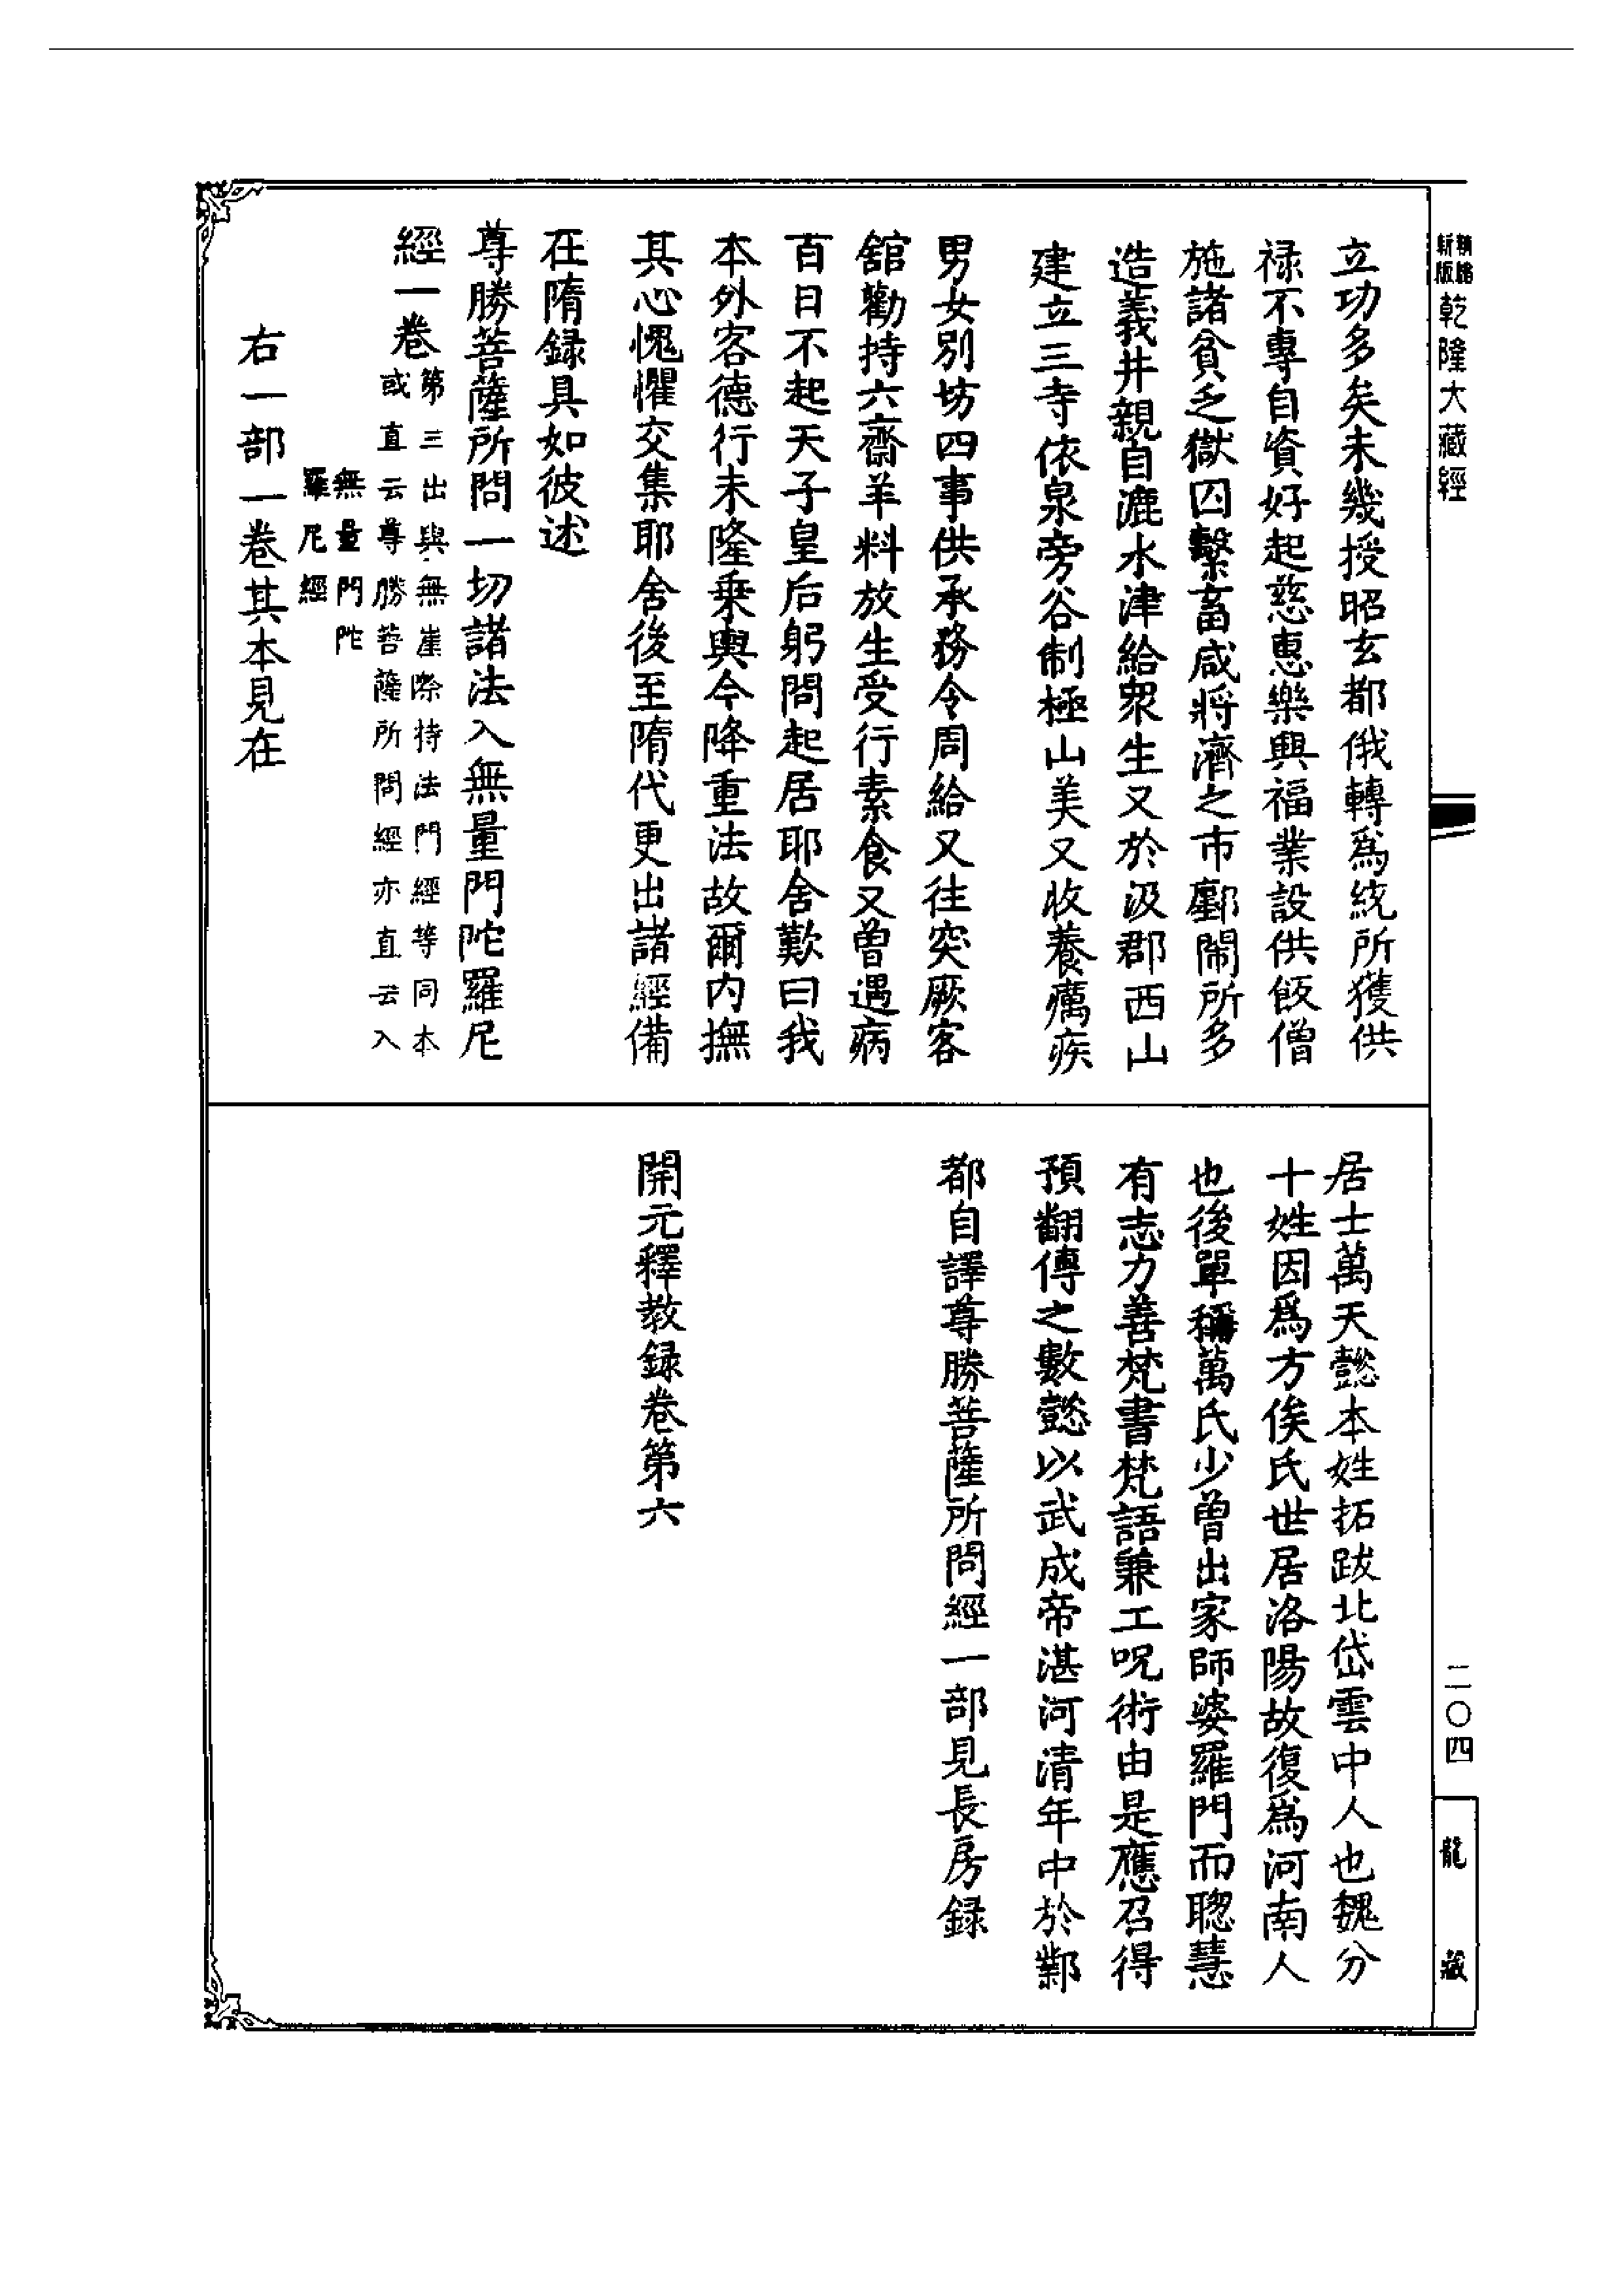 新版
精縮
乾隆大藏經
立功多矣未幾授昭玄都俄轉為統所獲供
禄不專自資好起慈惠樂興福業設供飯僧
施諸貧乏獄囚繫畜咸將濟之市廛鬧所多
造義井親自漉水津給衆生又於汲郡西山
建立三寺依泉旁谷制極山美又收養癘疾
男女別坊四事供承務令周給又往突厥客
舘勸持六齋羊料放生受行素食又曾遇病
百日不起天子皇后躬問起居耶舍歎曰我
本外客德行未隆乗輿今降重法故爾内撫
其心愧懼交集耶舍後至隋代更出諸經備
在隋録具如彼述
尊勝菩薩所問一切諸法入無量門陀羅尼
經一卷
第三出與無崖際持法門經等同本
或直云尊勝菩薩所問經亦直云入
無量門陀
羅尼經
右一部一卷其本見在
居士萬天懿本姓拓跋北岱雲中人也魏分
十姓因爲方俟氏世居洛陽故復爲河南人
也後單稱萬氏少曾出家師婆羅門而聰慧
有志力善梵書梵語兼工呪術由是應召得
預翻傳之數懿以武成帝湛河清年中於鄴
都自譯尊勝菩薩所問經一部見長房録
開元釋教録卷第六
二〇四
龍藏